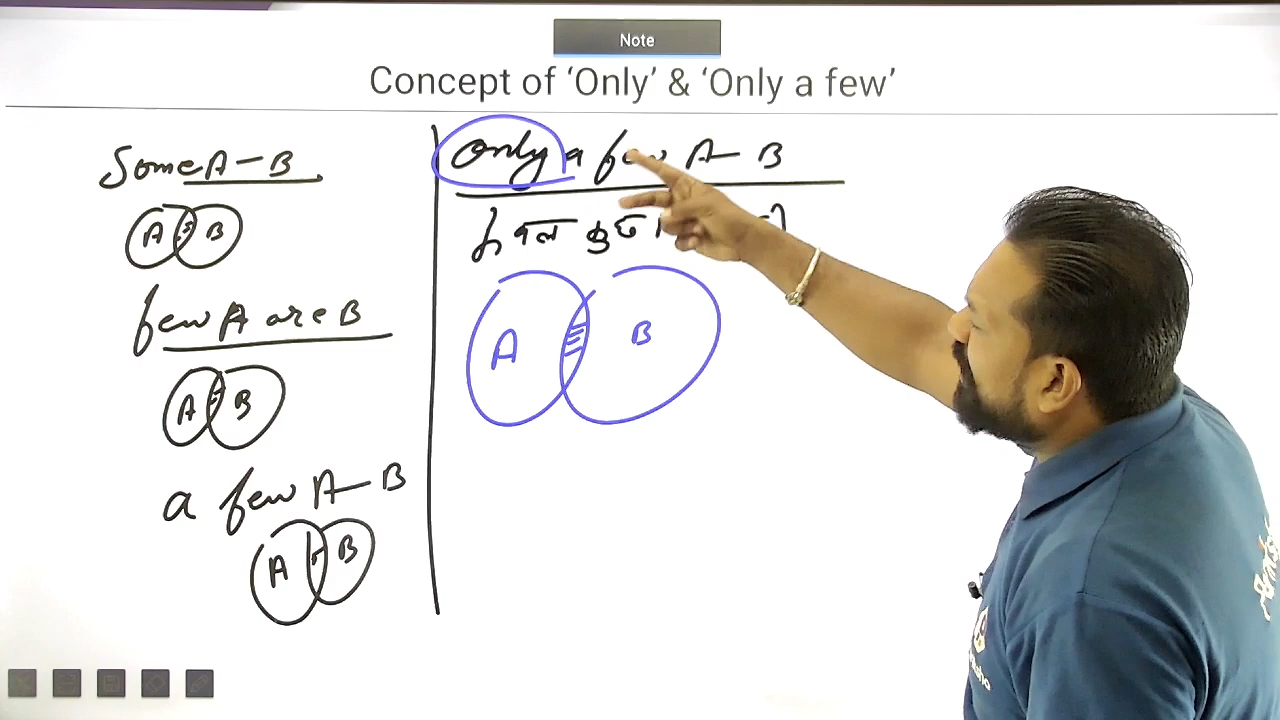 Note
Concept of 'Only' & 'Only a few'
Some A – B
A B
few A are B
A B
a few A – B
A B
Only a few A – B
केवल कुछ
A B